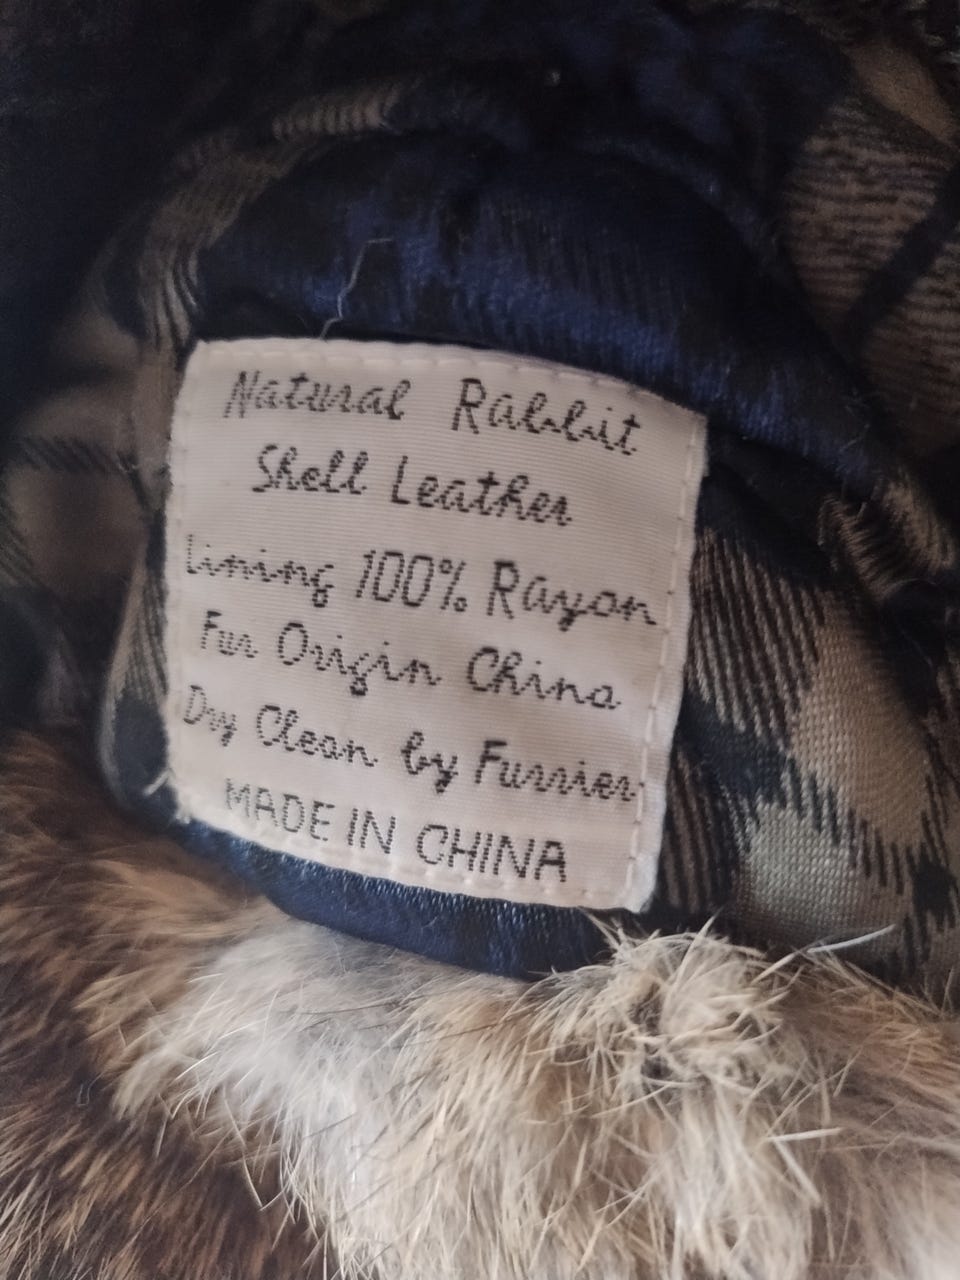 Natural Rabbit
Shell Leather
Lining 100% Rayon
Fur Origin China
Dry Clean by Furrier
MADE IN CHINA